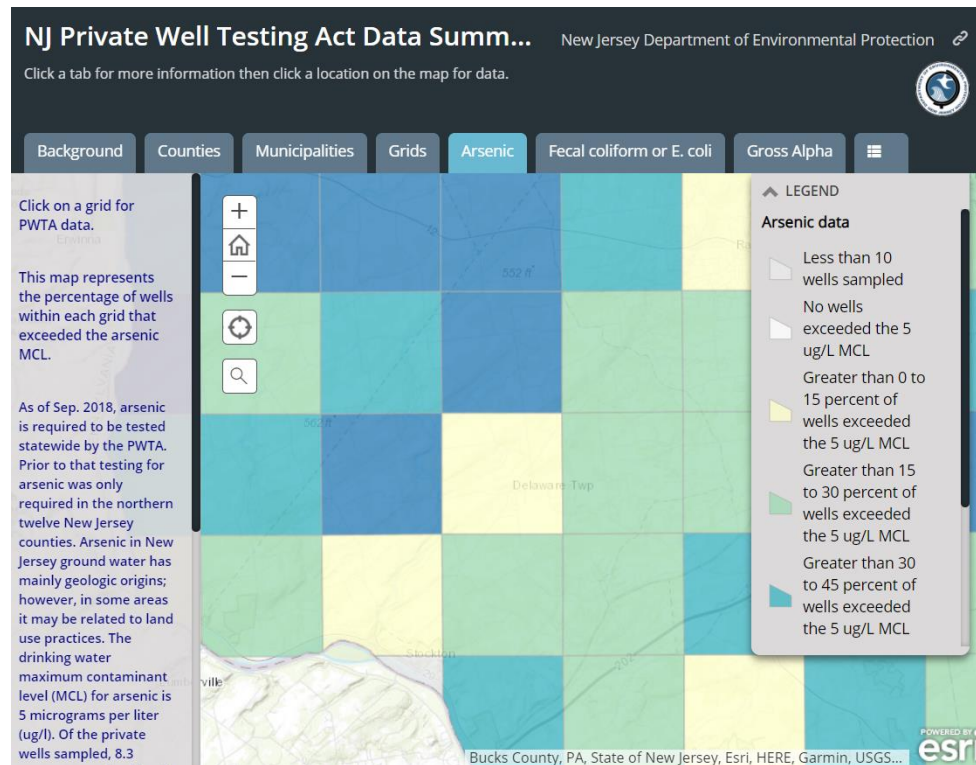 NJ Private Well Testing Act Data Summ...
New Jersey Department of Environmental Protection
Click a tab for more information then click a location on the map for data.
Background
Counties
Municipalities
Grids
Arsenic
Fecal coliform or E. coli
Gross Alpha
Click on a grid for
PWTA data.
This map represents
the percentage of wells
within each grid that
exceeded the arsenic
MCL.
As of Sep. 2018, arsenic
is required to be tested
statewide by the PWTA.
Prior to that testing for
arsenic was only
required in the northern
twelve New Jersey
counties. Arsenic in New
Jersey ground water has
mainly geologic origins;
however, in some areas
it may be related to land
use practices. The
drinking water
maximum contaminant
level (MCL) for arsenic is
5 micrograms per liter
(ug/l). Of the private
wells sampled, 8.3
+
−
12
552 ft
562 ft
Delaware Twp
Stockton
202
ville
LEGEND
Arsenic data
Less than 10
wells sampled
No wells
exceeded the 5
ug/L MCL
Greater than 0 to
15 percent of
wells exceeded
the 5 ug/L MCL
Greater than 15
to 30 percent of
wells exceeded
the 5 ug/L MCL
Greater than 30
to 45 percent of
wells exceeded
the 5 ug/L MCL
Bucks County, PA, State of New Jersey, Esri, HERE, Garmin, USGS...
POWERED BY
esri